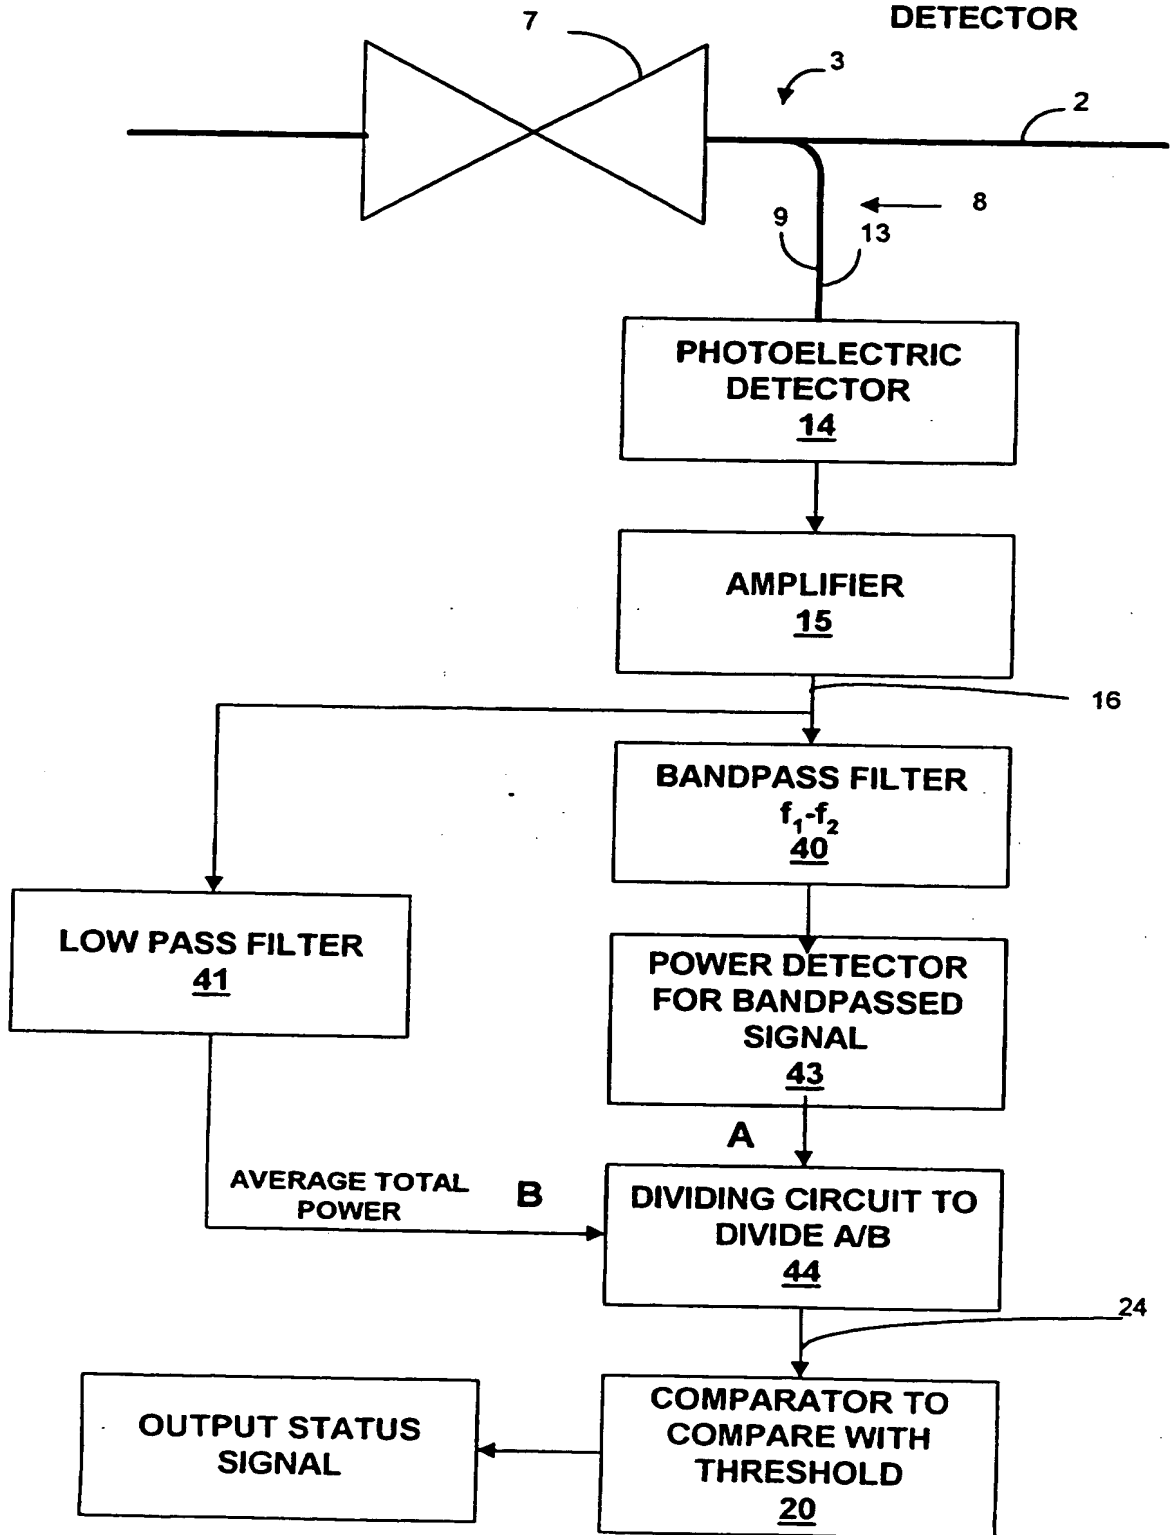 DETECTOR
7
3
2
8
9
13
PHOTOELECTRIC
DETECTOR
14
AMPLIFIER
15
16
BANDPASS FILTER
f1-f2
40
LOW PASS FILTER
41
POWER DETECTOR
FOR BANDPASSED
SIGNAL
43
A
AVERAGE TOTAL
POWER
B
DIVIDING CIRCUIT TO
DIVIDE A/B
44
24
COMPARATOR TO
COMPARE WITH
THRESHOLD
20
OUTPUT STATUS
SIGNAL